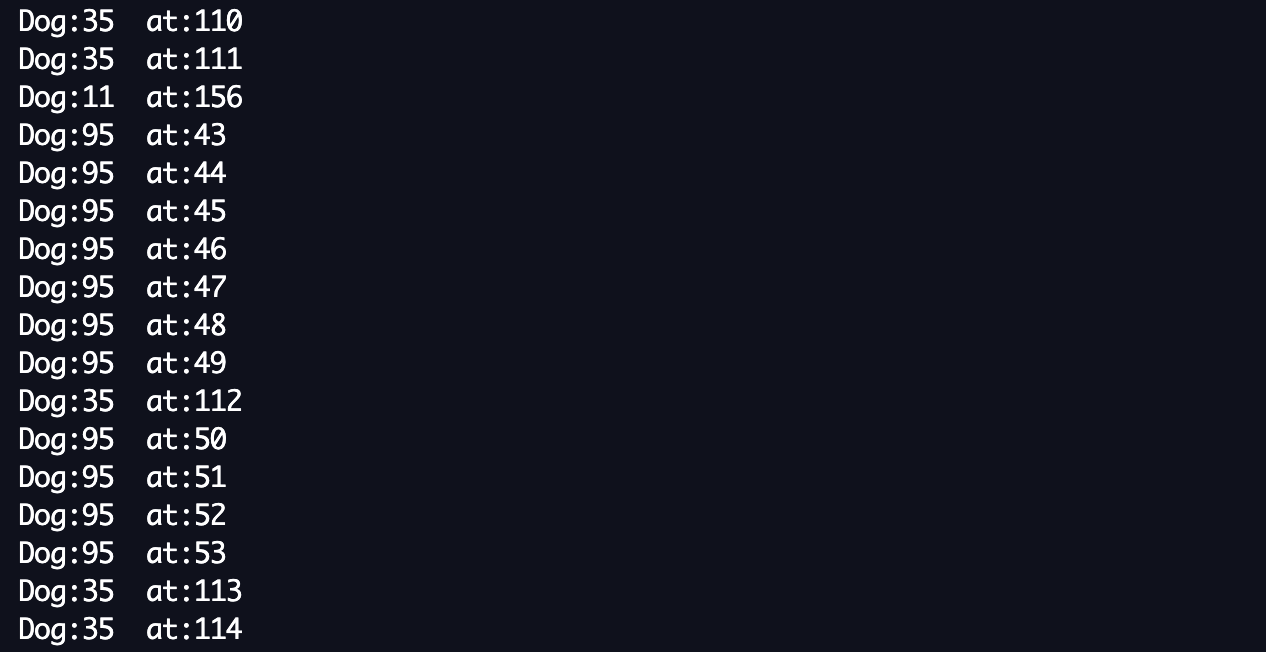 Dog:35  at:110
Dog:35  at:111
Dog:11  at:156
Dog:95  at:43
Dog:95  at:44
Dog:95  at:45
Dog:95  at:46
Dog:95  at:47
Dog:95  at:48
Dog:95  at:49
Dog:35  at:112
Dog:95  at:50
Dog:95  at:51
Dog:95  at:52
Dog:95  at:53
Dog:35  at:113
Dog:35  at:114